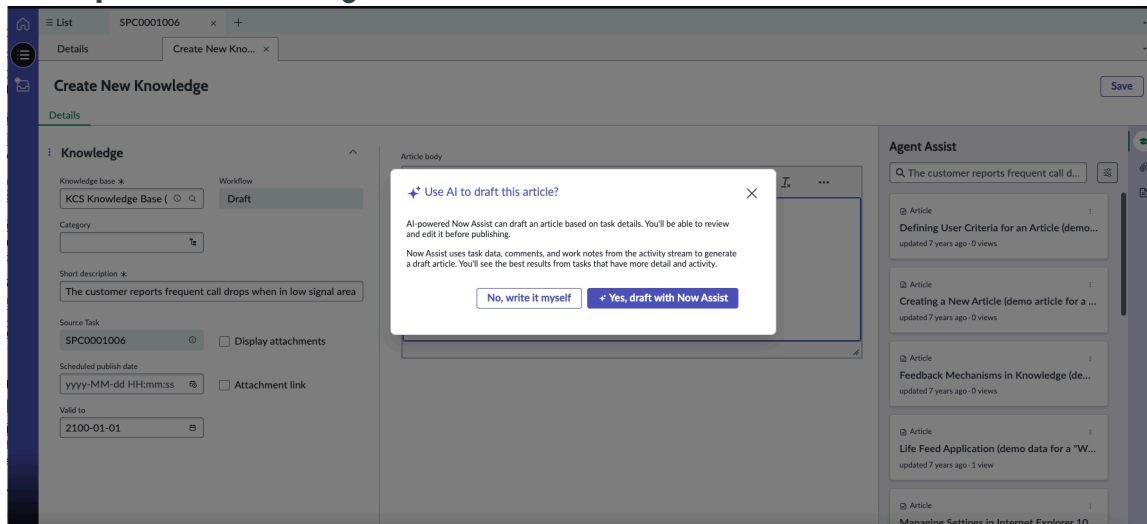 List
SPC0001006
Details
Create New Kno...
Create New Knowledge
Save
Details
Knowledge
Knowledge base *
Workflow
KCS Knowledge Base (
Draft
Category
Short description *
The customer reports frequent call drops when in low signal area
Source Task
SPC0001006
Display attachments
Scheduled publish date
yyyy-MM-dd HH:mm:ss
Attachment link
Valid to
2100-01-01
Article body
Use AI to draft this article?
AI-powered Now Assist can draft an article based on task details. You'll be able to review
and edit it before publishing.
Now Assist uses task data, comments, and work notes from the activity stream to generate
a draft article. You'll see the best results from tasks that have more detail and activity.
No, write it myself
Yes, draft with Now Assist
Agent Assist
The customer reports frequent call d...
Article
Defining User Criteria for an Article (demo...
updated 7 years ago · 0 views
Article
Creating a New Article (demo article for a ...
updated 7 years ago · 0 views
Article
Feedback Mechanisms in Knowledge (de...
updated 7 years ago · 0 views
Article
Life Feed Application (demo data for a "W...
updated 7 years ago · 1 view
Article
Managing Settings in Internet Explorer 10